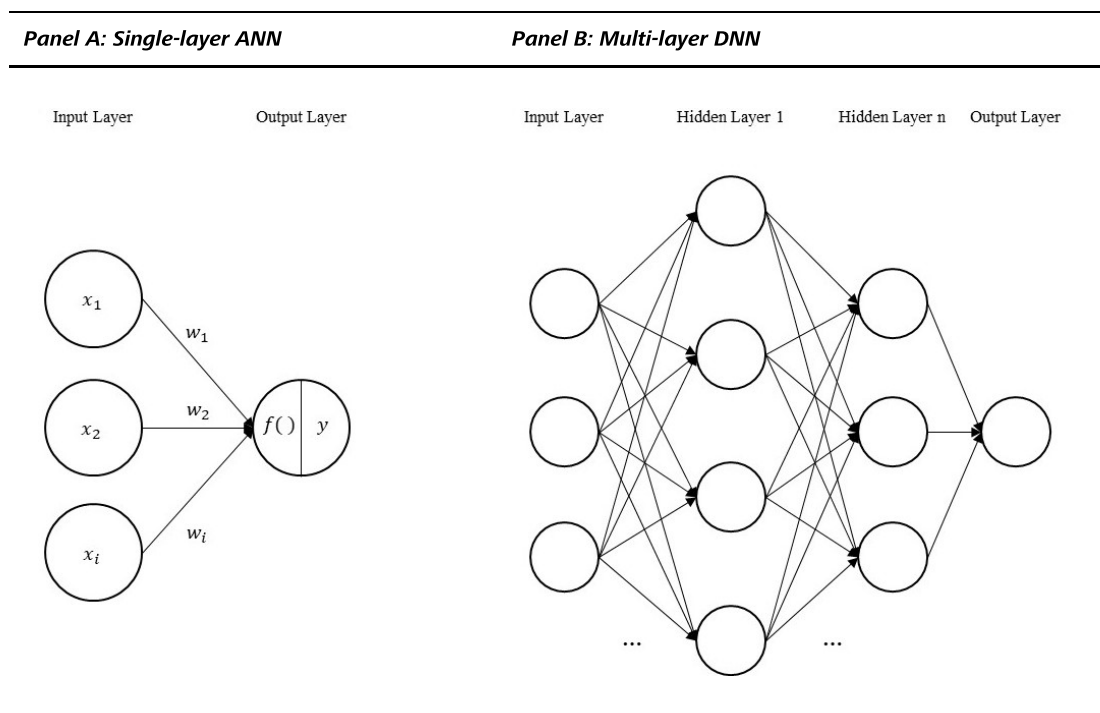 Panel A: Single-layer ANN
Panel B: Multi-layer DNN
Input Layer
Output Layer
x₁
w₁
x₂
w₂
f() y
xᵢ
wᵢ
Input Layer
Hidden Layer 1
Hidden Layer n
Output Layer
...
...